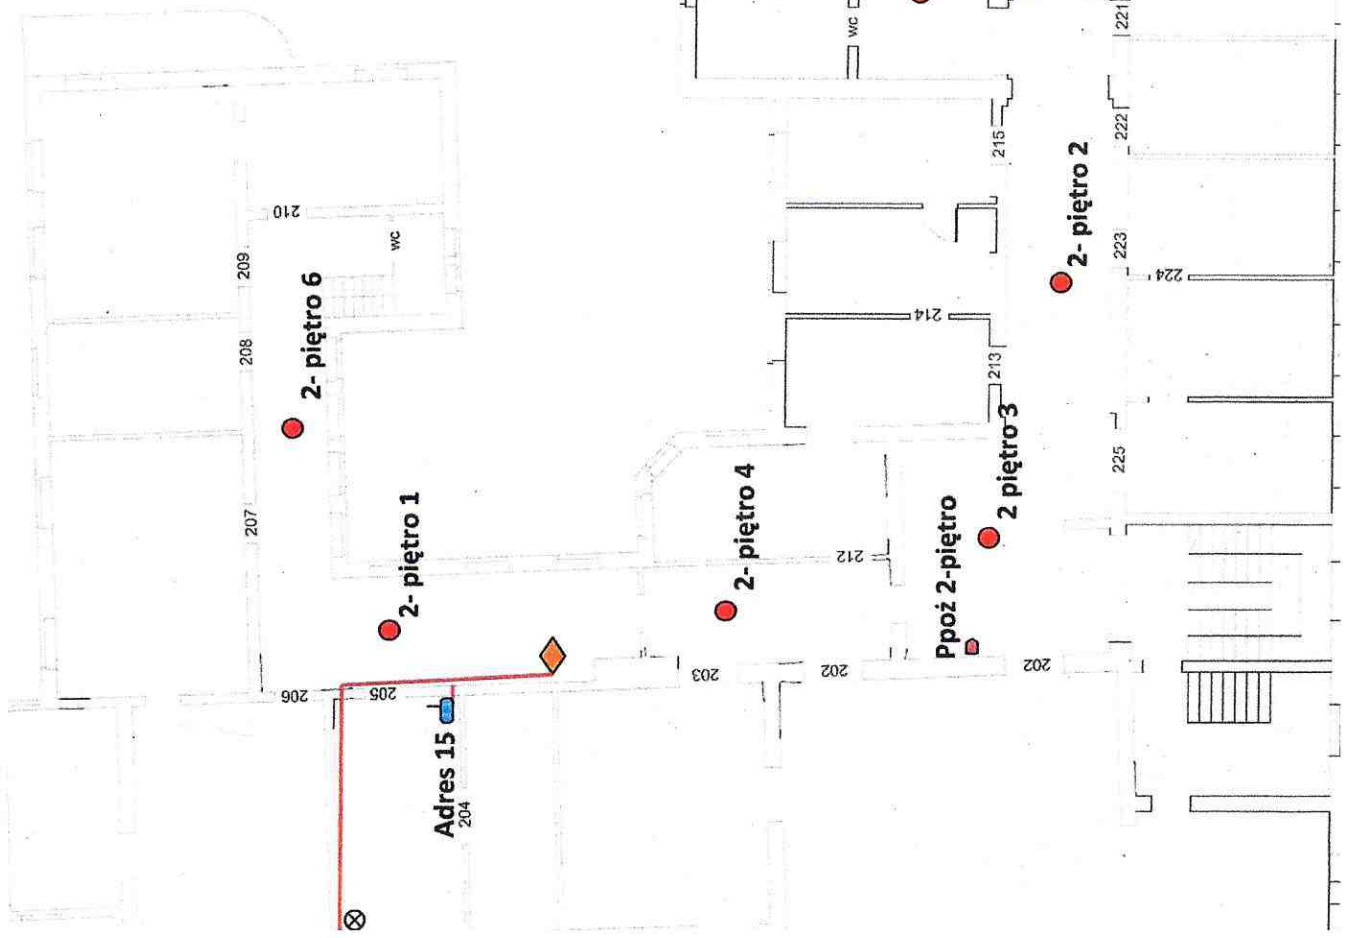 wc
221
222
215
2- piętro 2
210
wc
223
209
2- piętro 6
224
214
208
213
2 piętro 3
225
207
2- piętro 1
2- piętro 4
212
Ppoż 2-piętro
206
205
203
202
202
Adres 15
204